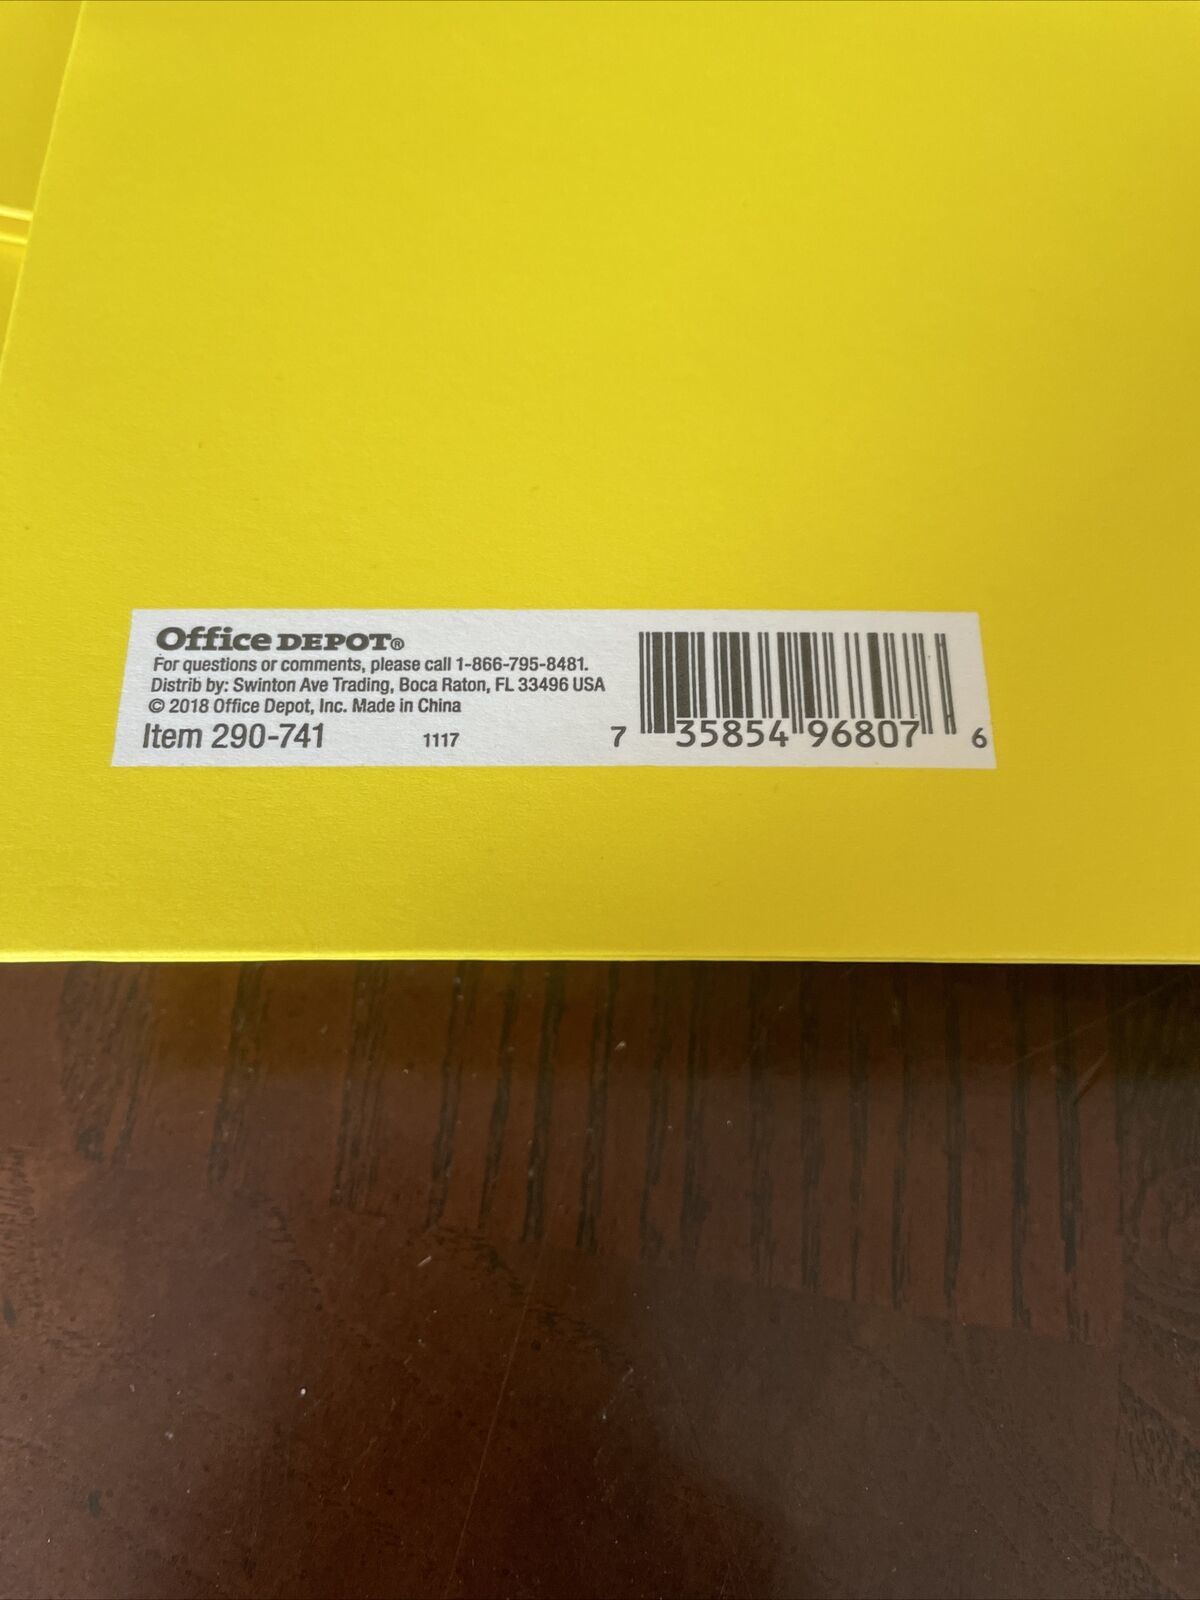 Office DEPOT®
For questions or comments, please call 1-866-795-8481.
Distrib by: Swinton Ave Trading, Boca Raton, FL 33496 USA
© 2018 Office Depot, Inc. Made in China
Item 290-741 1117
7 35854 96807 6